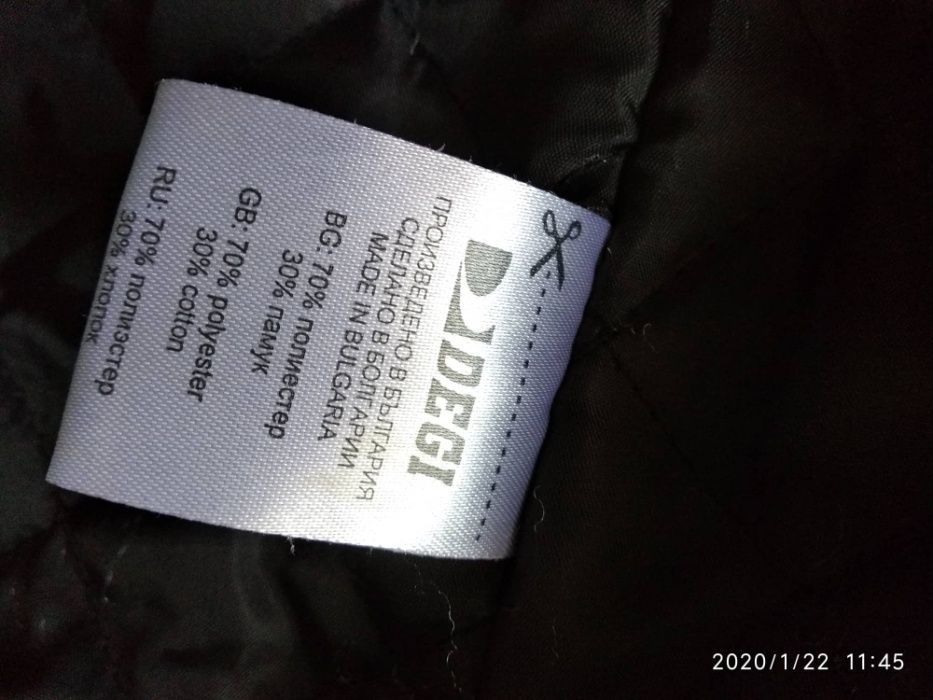 DEGI
ПРОИЗВЕДЕНО В БЪЛГАРИЯ
СДЕЛАНО В БОЛГАРИИ
MADE IN BULGARIA
BG: 70% полиестер
30% памук
GB: 70% polyester
30% cotton
RU: 70% полиэстер
30% хлопок
2020/1/22 11:45